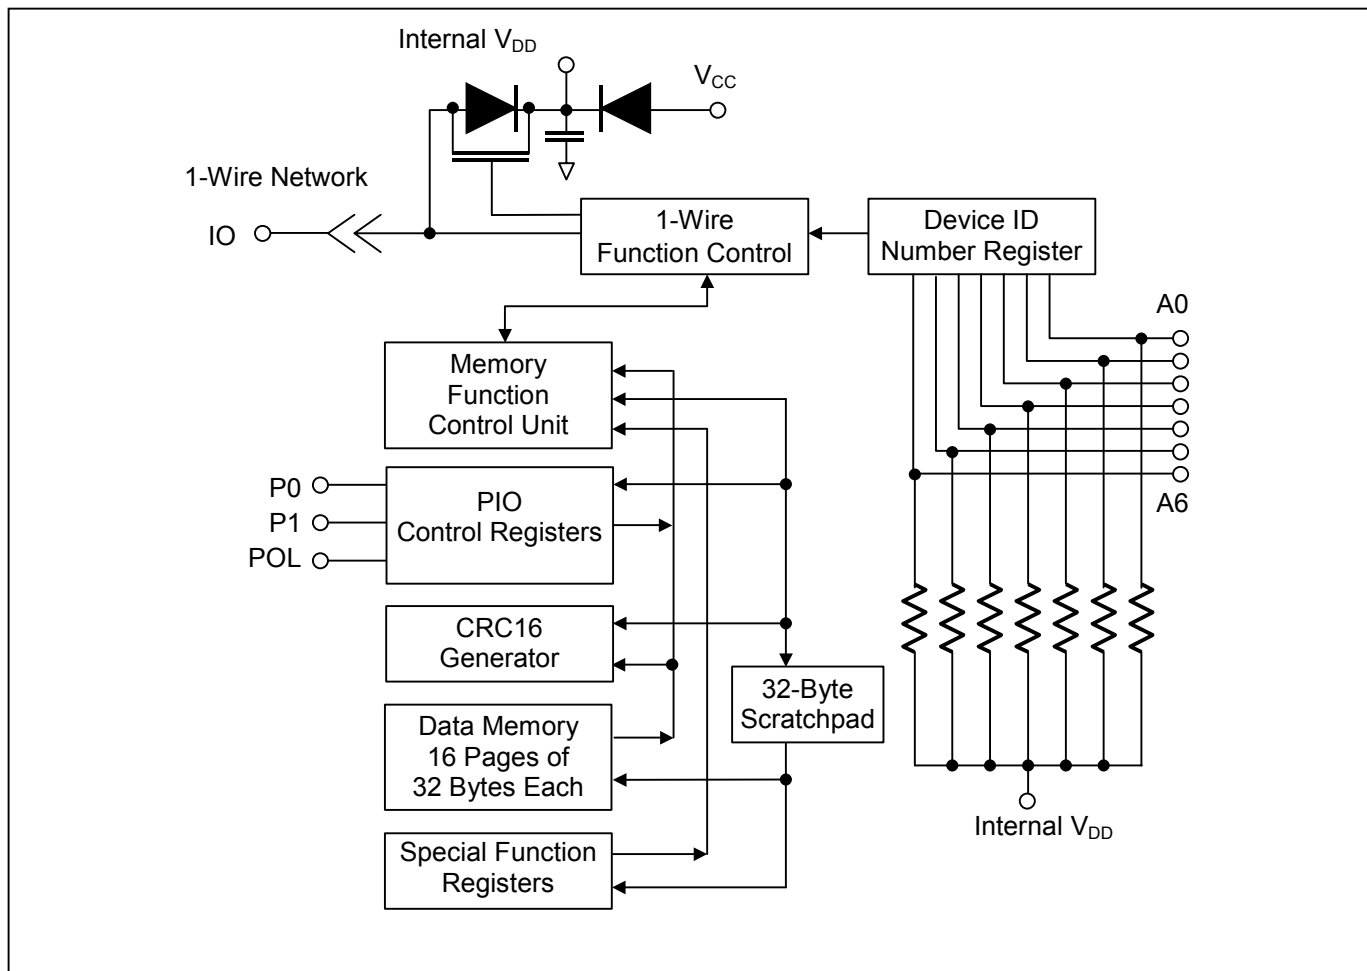 Internal VDD
VCC
1-Wire Network
IO
1-Wire
Function Control
Device ID
Number Register
A0
A6
Memory
Function
Control Unit
P0
P1
POL
PIO
Control Registers
CRC16
Generator
32-Byte
Scratchpad
Data Memory
16 Pages of
32 Bytes Each
Internal VDD
Special Function
Registers